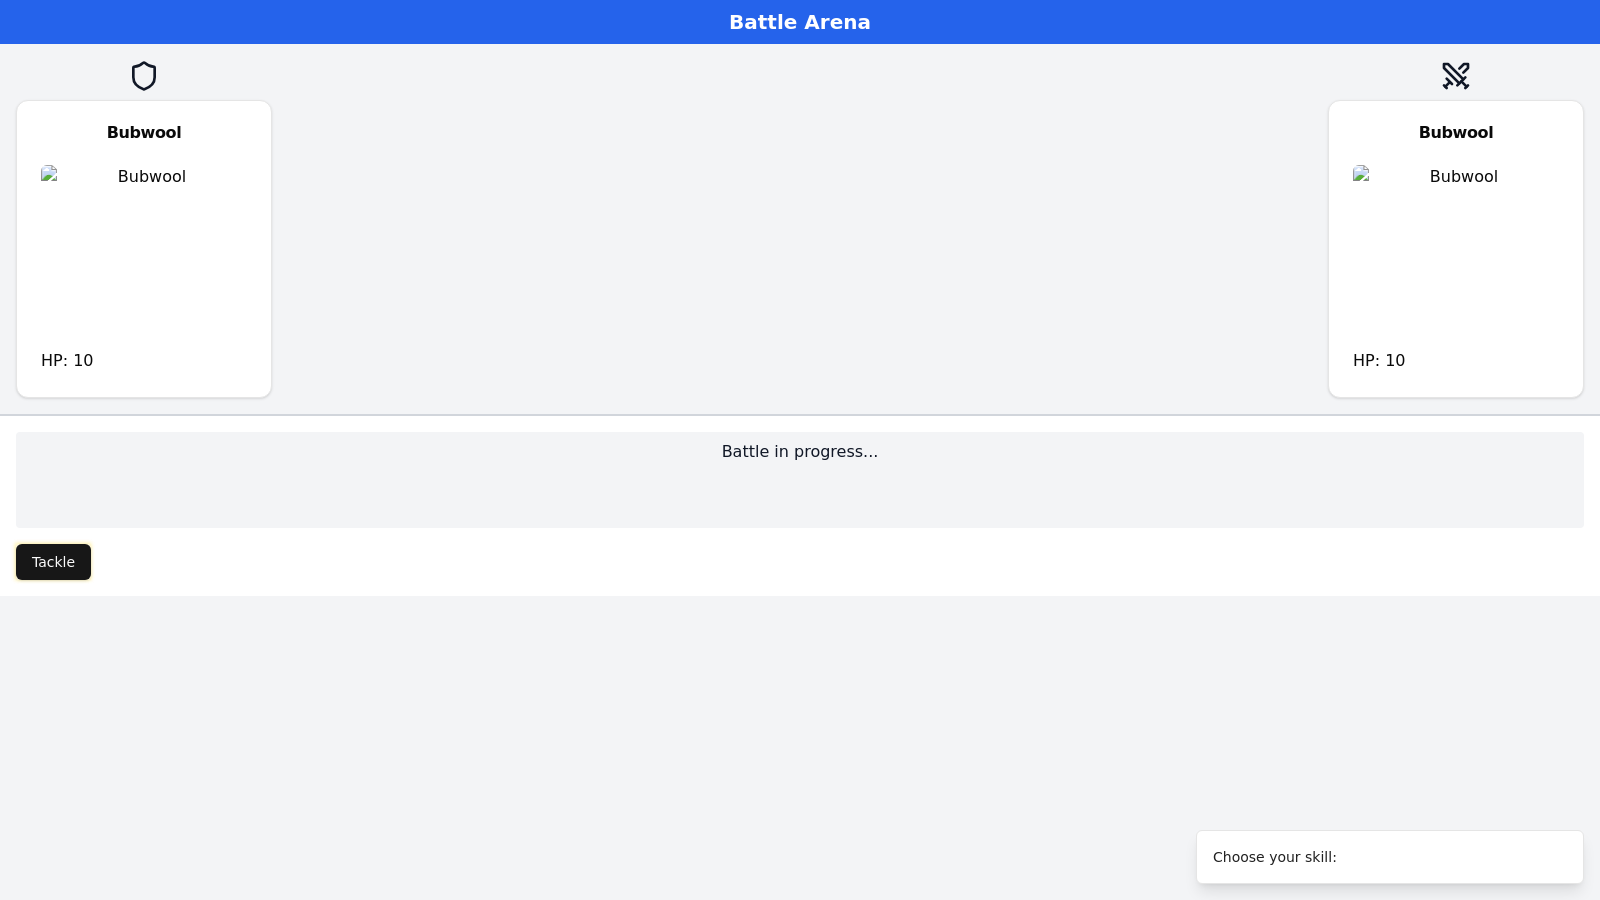 Battle Arena
Bubwool
Bubwool
HP: 10
Bubwool
Bubwool
HP: 10
Battle in progress...
Tackle
Choose your skill: